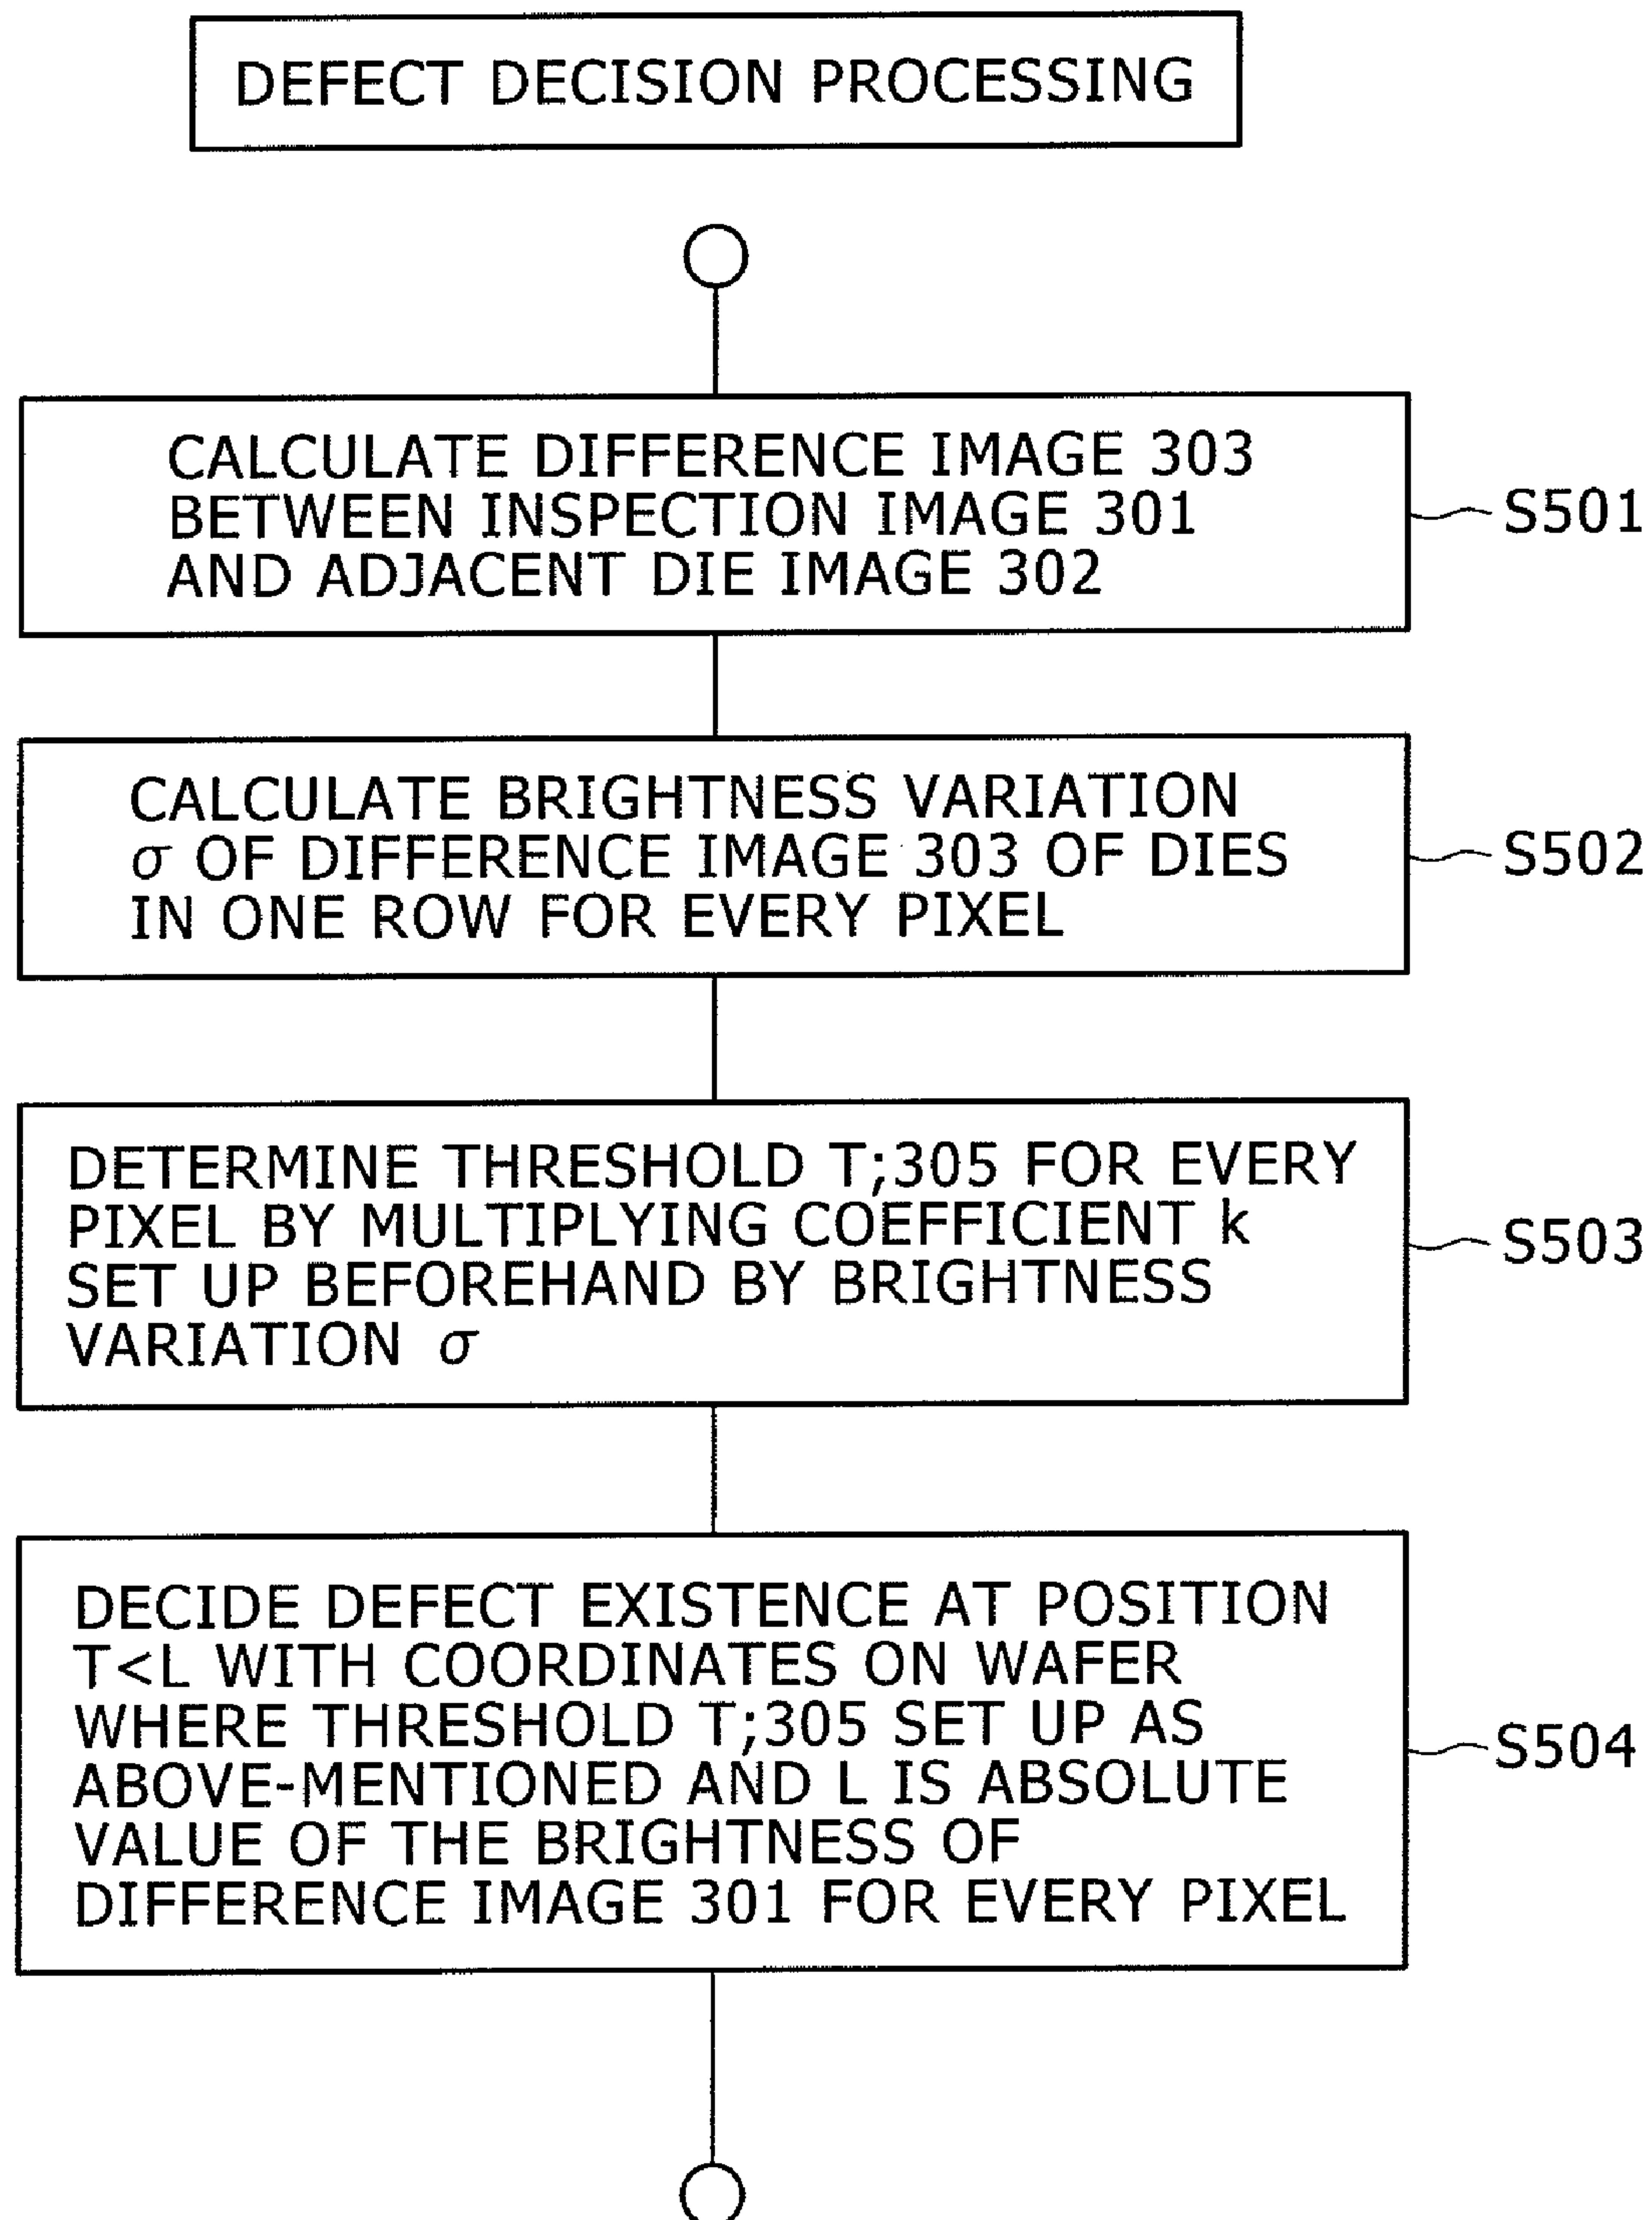 DEFECT DECISION PROCESSING
CALCULATE DIFFERENCE IMAGE 303
BETWEEN INSPECTION IMAGE 301
AND ADJACENT DIE IMAGE 302
S501
CALCULATE BRIGHTNESS VARIATION
σ OF DIFFERENCE IMAGE 303 OF DIES
IN ONE ROW FOR EVERY PIXEL
S502
DETERMINE THRESHOLD T;305 FOR EVERY
PIXEL BY MULTIPLYING COEFFICIENT k
SET UP BEFOREHAND BY BRIGHTNESS
VARIATION σ
S503
DECIDE DEFECT EXISTENCE AT POSITION
T<L WITH COORDINATES ON WAFER
WHERE THRESHOLD T;305 SET UP AS
ABOVE-MENTIONED AND L IS ABSOLUTE
VALUE OF THE BRIGHTNESS OF
DIFFERENCE IMAGE 301 FOR EVERY PIXEL
S504